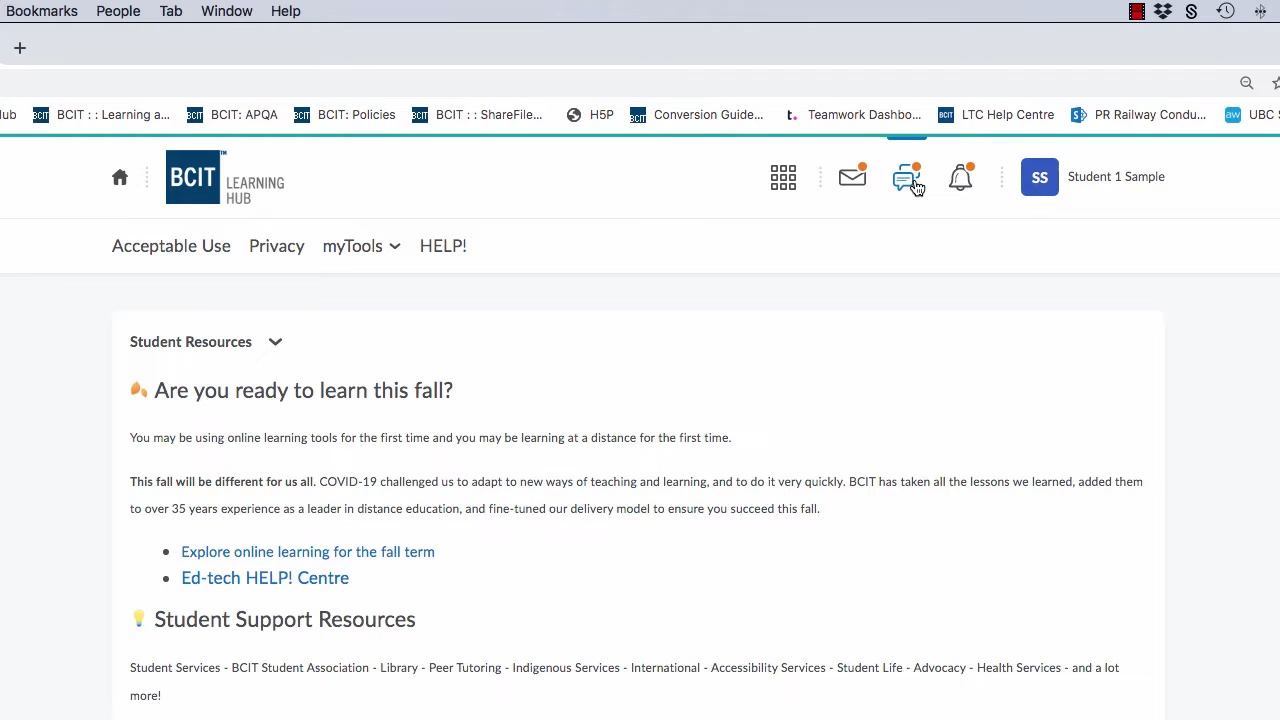 Bookmarks People Tab Window Help
+
ub BCIT : : Learning a... BCIT: APQA BCIT: Policies BCIT : : ShareFile... H5P Conversion Guide... Teamwork Dashbo... LTC Help Centre PR Railway Condu... UBC S
BCIT™ LEARNING HUB
SS Student 1 Sample
Acceptable Use Privacy myTools HELP!
Student Resources
Are you ready to learn this fall?
You may be using online learning tools for the first time and you may be learning at a distance for the first time.
This fall will be different for us all. COVID-19 challenged us to adapt to new ways of teaching and learning, and to do it very quickly. BCIT has taken all the lessons we learned, added them
to over 35 years experience as a leader in distance education, and fine-tuned our delivery model to ensure you succeed this fall.
• Explore online learning for the fall term
• Ed-tech HELP! Centre
Student Support Resources
Student Services - BCIT Student Association - Library - Peer Tutoring - Indigenous Services - International - Accessibility Services - Student Life - Advocacy - Health Services - and a lot
more!